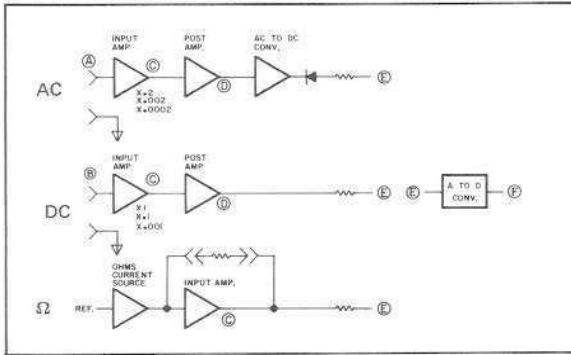 INPUT AMP
POST AMP.
AC TO DC CONV.
AC
A
C
D
E
X.2
X.002
X.0002
INPUT AMP
POST AMP
DC
B
C
D
E
X1
X.1
X.001
E
A TO D CONV.
F
OHMS CURRENT SOURCE
INPUT AMP.
Ω
REF.
C
E